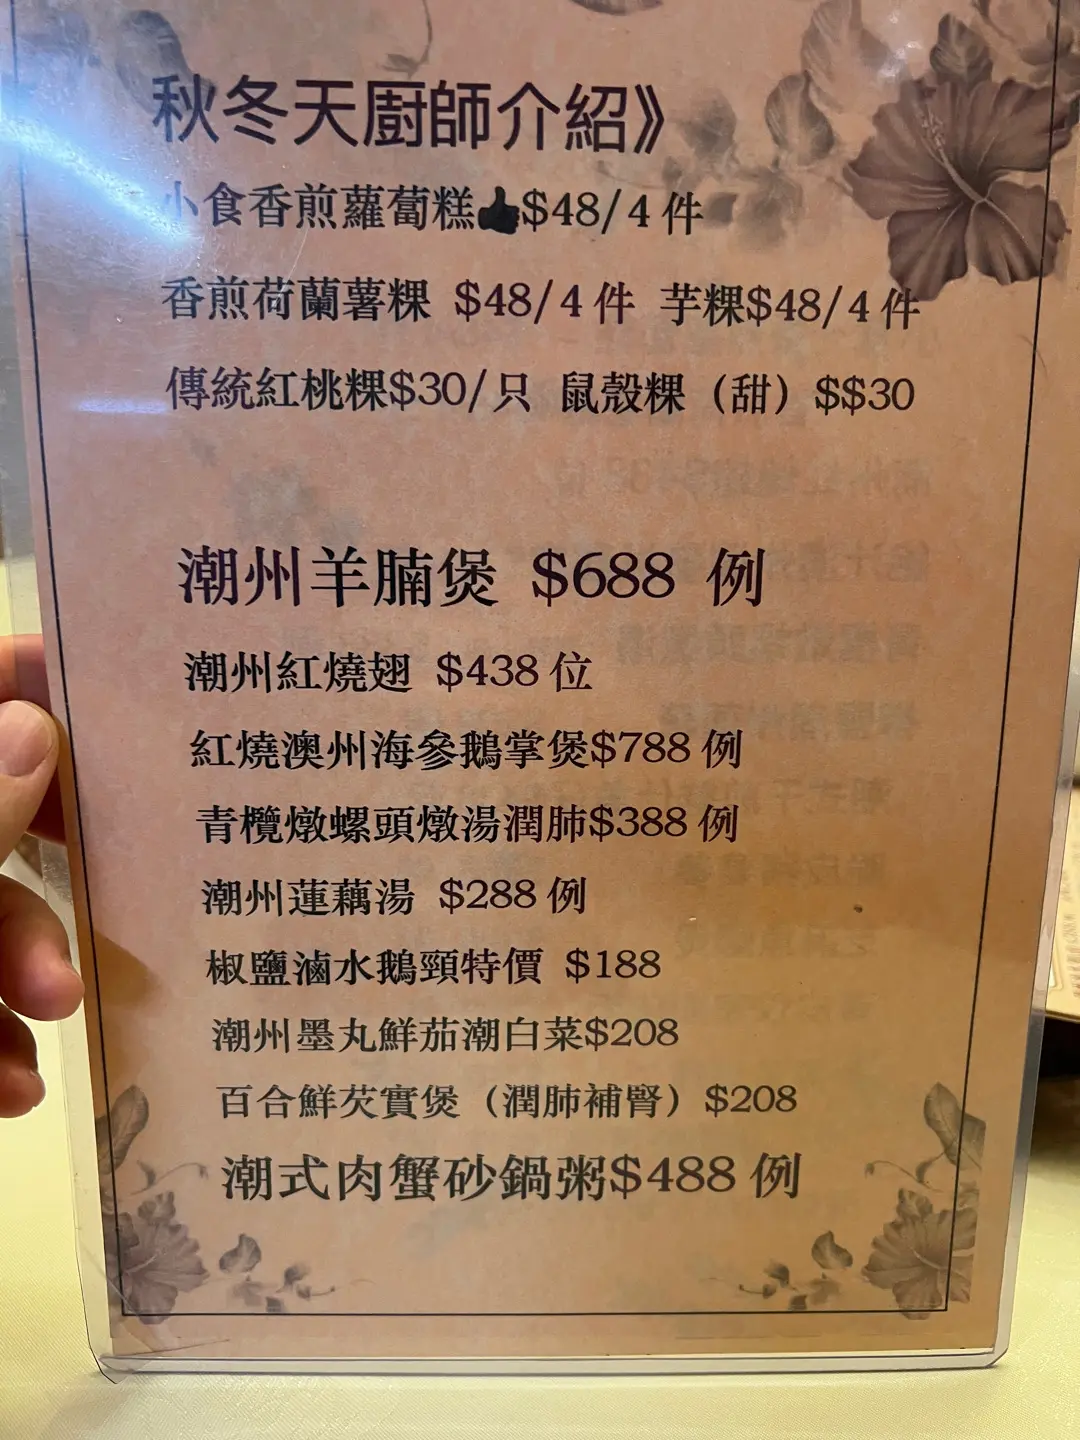 秋冬天廚師介紹》
小食香煎蘿蔔糕👍$48/4件
香煎荷蘭薯粿 $48/4件 芋粿$48/4件
傳統紅桃粿$30/只 鼠殼粿（甜）$$30
潮州羊腩煲 $688 例
潮州紅燒翅 $438 位
紅燒澳州海參鵝掌煲$788 例
青欖燉螺頭燉湯潤肺$388 例
潮州蓮藕湯 $288 例
椒鹽滷水鵝頸特價 $188
潮州墨丸鮮茄潮白菜$208
百合鮮芡實煲（潤肺補腎）$208
潮式肉蟹砂鍋粥$488 例